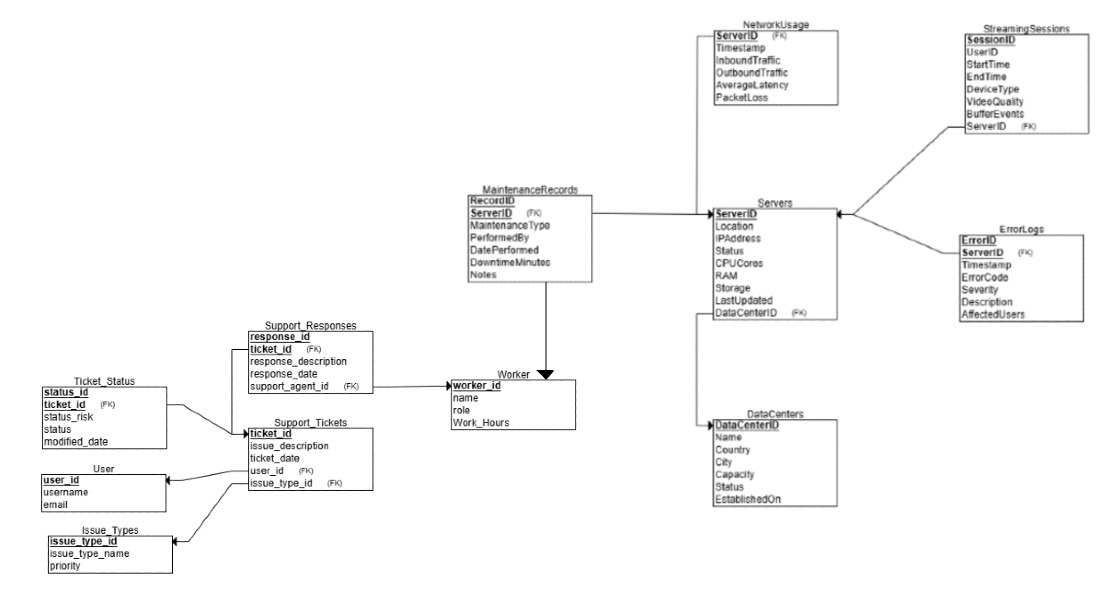 NetworkUsage
ServerID (FK)
Timestamp
InboundTraffic
OutboundTraffic
AverageLatency
PacketLoss
StreamingSessions
SessionID
UserID
StartTime
EndTime
DeviceType
VideoQuality
BufferEvents
ServerID (FK)
MaintenanceRecords
RecordID
ServerID (FK)
MaintenanceType
PerformedBy
DatePerformed
DowntimeMinutes
Notes
Servers
ServerID
Location
IPAddress
Status
CPUCores
RAM
Storage
LastUpdated
DataCenterID (FK)
ErrorLogs
ErrorID
ServerID (FK)
Timestamp
ErrorCode
Severity
Description
AffectedUsers
Support_Responses
response_id
ticket_id (FK)
response_description
response_date
support_agent_id (FK)
Worker
worker_id
name
role
Work_Hours
Ticket_Status
status_id
ticket_id (FK)
status_risk
status
modified_date
Support_Tickets
ticket_id
issue_description
ticket_date
user_id (FK)
issue_type_id (FK)
DataCenters
DataCenterID
Name
Country
City
Capacity
Status
EstablishedOn
User
user_id
username
email
Issue_Types
issue_type_id
issue_type_name
priority